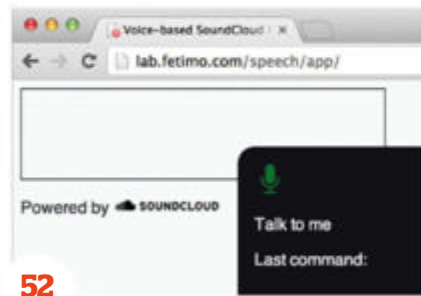 Voice-based SoundCloud
lab.fetimo.com/speech/app/
Powered by SOUNDCLOUD
Talk to me
Last command:
52